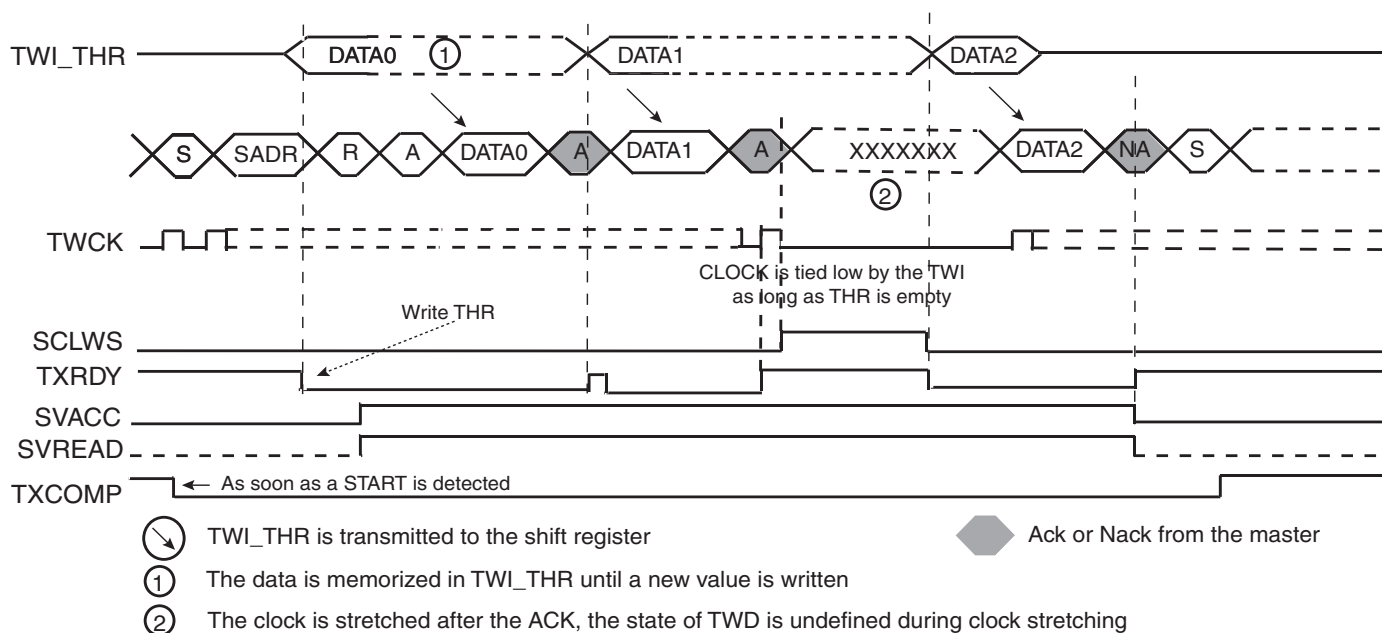 TWI_THR DATA0 1 DATA1 DATA2
S SADR R A DATA0 A DATA1 A XXXXXXX DATA2 NA S
2
TWCK
CLOCK is tied low by the TWI
as long as THR is empty
Write THR
SCLWS
TXRDY
SVACC
SVREAD
TXCOMP As soon as a START is detected
TWI_THR is transmitted to the shift register Ack or Nack from the master
1 The data is memorized in TWI_THR until a new value is written
2 The clock is stretched after the ACK, the state of TWD is undefined during clock stretching